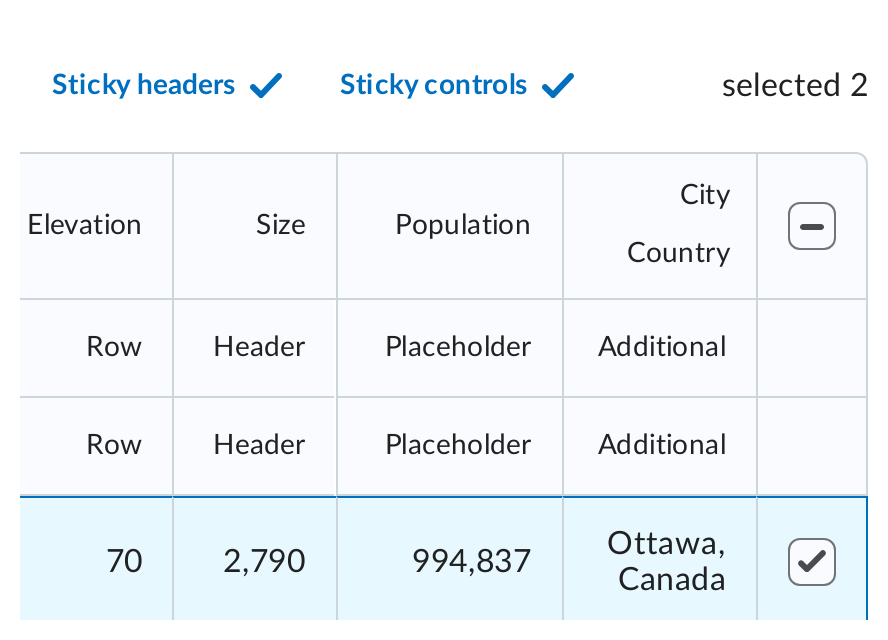 Sticky headers Sticky controls selected 2
Elevation Size Population City
Country
Row Header Placeholder Additional
Row Header Placeholder Additional
70 2,790 994,837 Ottawa,
Canada